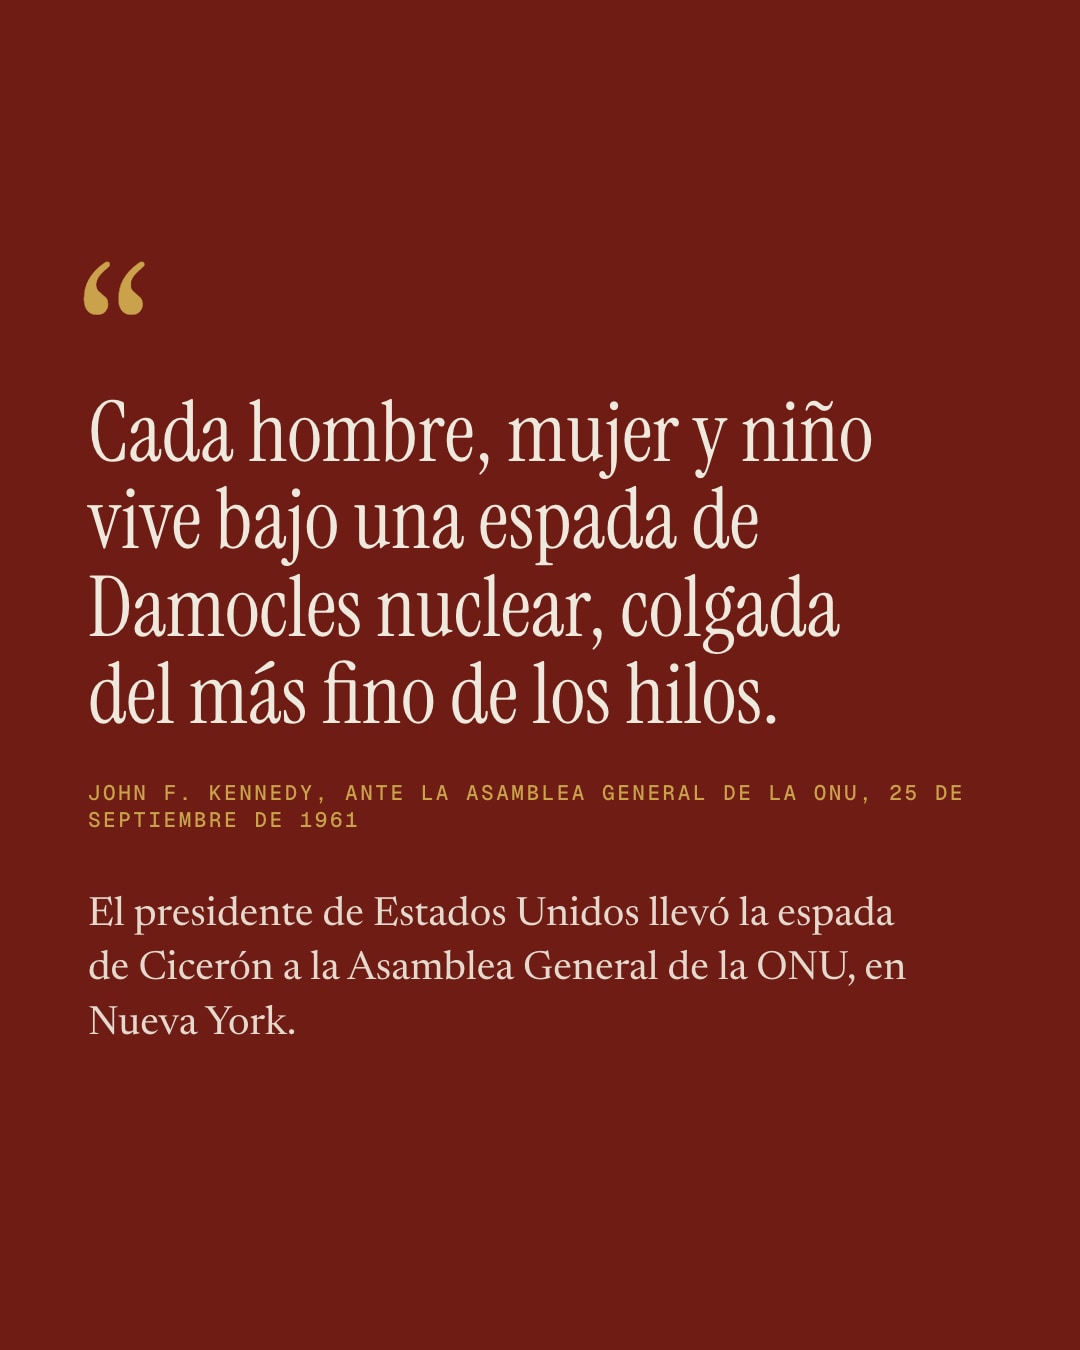 “
Cada hombre, mujer y niño
vive bajo una espada de
Damocles nuclear, colgada
del más fino de los hilos.
JOHN F. KENNEDY, ANTE LA ASAMBLEA GENERAL DE LA ONU, 25 DE
SEPTIEMBRE DE 1961
El presidente de Estados Unidos llevó la espada
de Cicerón a la Asamblea General de la ONU, en
Nueva York.